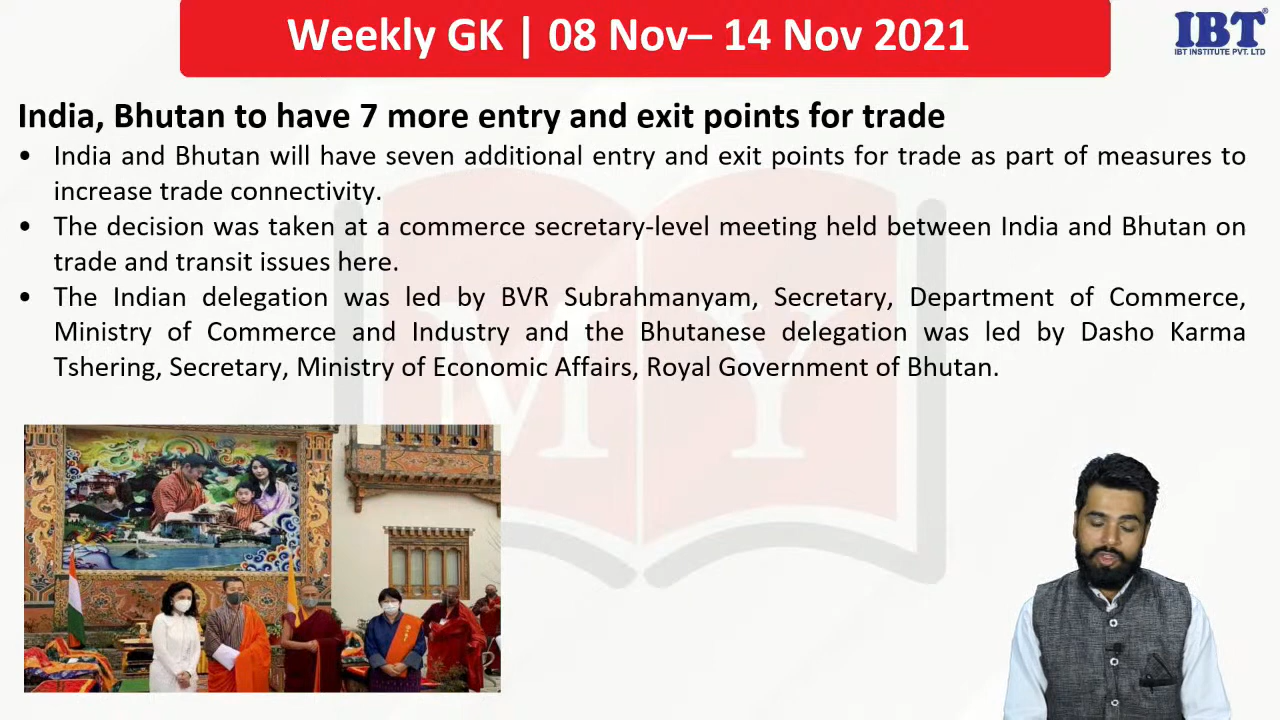 Weekly GK | 08 Nov– 14 Nov 2021
IBT®
IBT INSTITUTE PVT. LTD
India, Bhutan to have 7 more entry and exit points for trade
• India and Bhutan will have seven additional entry and exit points for trade as part of measures to
increase trade connectivity.
• The decision was taken at a commerce secretary-level meeting held between India and Bhutan on
trade and transit issues here.
• The Indian delegation was led by BVR Subrahmanyam, Secretary, Department of Commerce,
Ministry of Commerce and Industry and the Bhutanese delegation was led by Dasho Karma
Tshering, Secretary, Ministry of Economic Affairs, Royal Government of Bhutan.
M Y